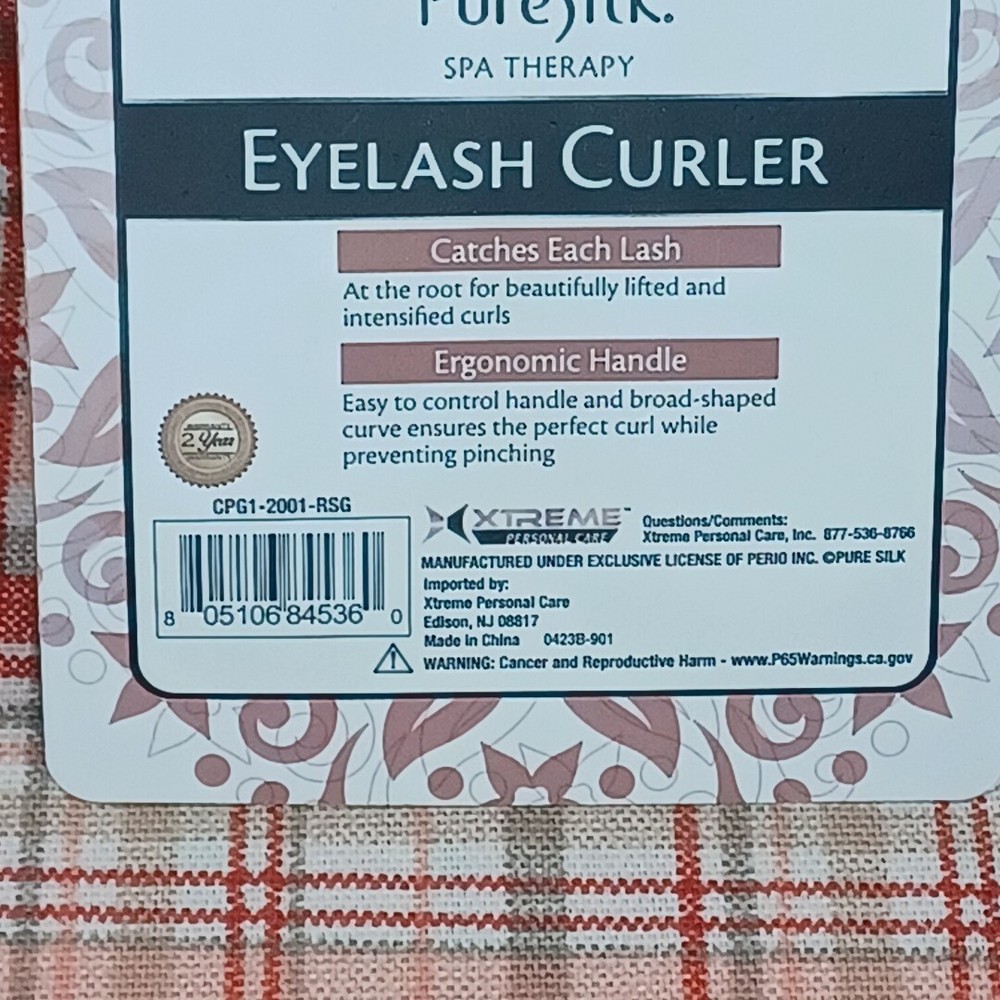 PureSilk.
SPA THERAPY
EYELASH CURLER
Catches Each Lash
At the root for beautifully lifted and
intensified curls
Ergonomic Handle
Easy to control handle and broad-shaped
curve ensures the perfect curl while
preventing pinching
2 Year
CPG1-2001-RSG
8 05106 84536 0
XTREME™
PERSONAL CARE
Questions/Comments:
Xtreme Personal Care, Inc. 877-536-8766
MANUFACTURED UNDER EXCLUSIVE LICENSE OF PERIO INC. ©PURE SILK
Imported by:
Xtreme Personal Care
Edison, NJ 08817
Made in China 0423B-901
WARNING: Cancer and Reproductive Harm - www.P65Warnings.ca.gov